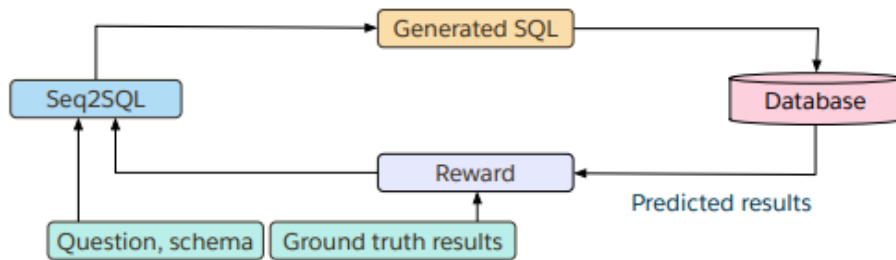 Generated SQL
Seq2SQL
Database
Reward
Predicted results
Question, schema
Ground truth results